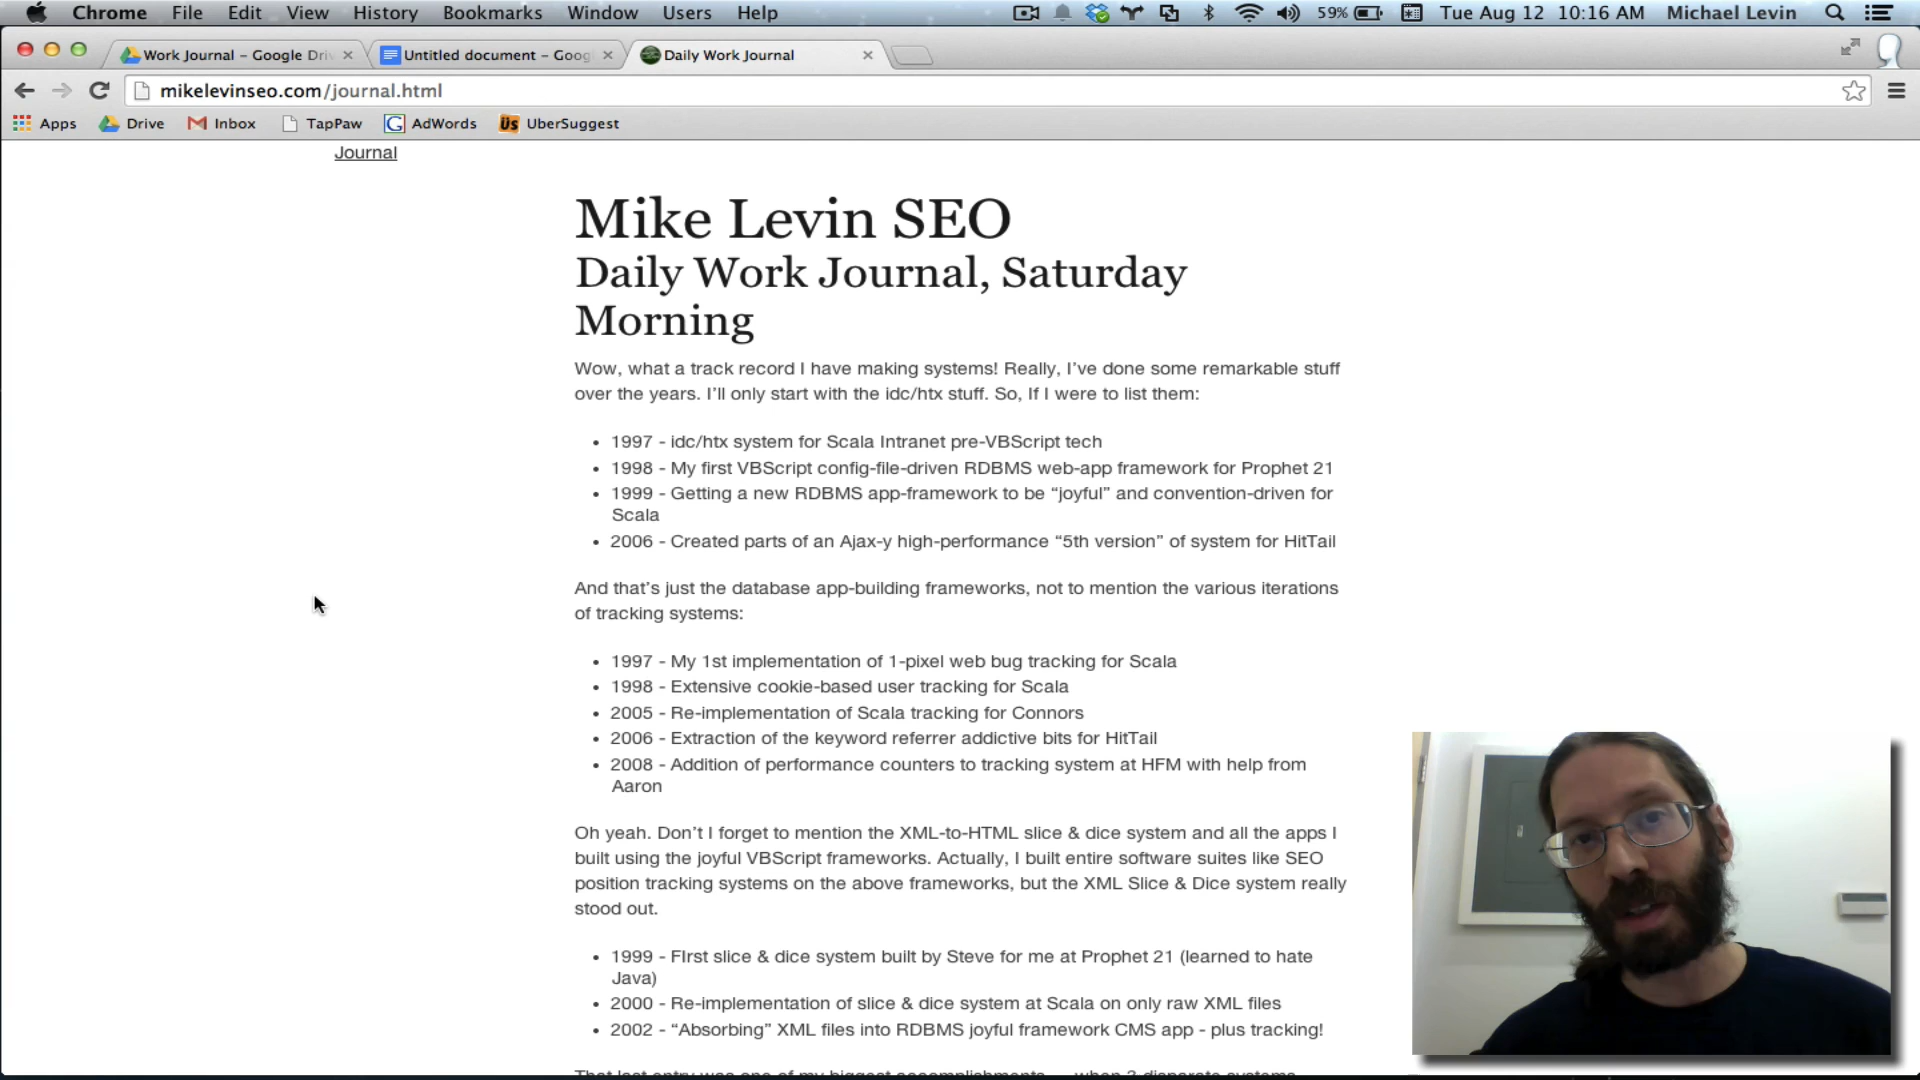 Chrome File Edit View History Bookmarks Window Users Help 59% Tue Aug 12 10:16 AM Michael Levin
Work Journal – Google Dri
Untitled document – Goog
Daily Work Journal
mikelevinseo.com/journal.html
Apps Drive Inbox TapPaw AdWords ÜS UberSuggest
Journal
Mike Levin SEO
Daily Work Journal, Saturday
Morning
Wow, what a track record I have making systems! Really, I’ve done some remarkable stuff
over the years. I’ll only start with the idc/htx stuff. So, If I were to list them:
• 1997 - idc/htx system for Scala Intranet pre-VBScript tech
• 1998 - My first VBScript config-file-driven RDBMS web-app framework for Prophet 21
• 1999 - Getting a new RDBMS app-framework to be “joyful” and convention-driven for
Scala
• 2006 - Created parts of an Ajax-y high-performance “5th version” of system for HitTail
And that’s just the database app-building frameworks, not to mention the various iterations
of tracking systems:
• 1997 - My 1st implementation of 1-pixel web bug tracking for Scala
• 1998 - Extensive cookie-based user tracking for Scala
• 2005 - Re-implementation of Scala tracking for Connors
• 2006 - Extraction of the keyword referrer addictive bits for HitTail
• 2008 - Addition of performance counters to tracking system at HFM with help from
Aaron
Oh yeah. Don’t I forget to mention the XML-to-HTML slice & dice system and all the apps I
built using the joyful VBScript frameworks. Actually, I built entire software suites like SEO
position tracking systems on the above frameworks, but the XML Slice & Dice system really
stood out.
• 1999 - FIrst slice & dice system built by Steve for me at Prophet 21 (learned to hate
Java)
• 2000 - Re-implementation of slice & dice system at Scala on only raw XML files
• 2002 - “Absorbing” XML files into RDBMS joyful framework CMS app - plus tracking!
That last entry was one of my biggest accomplishments